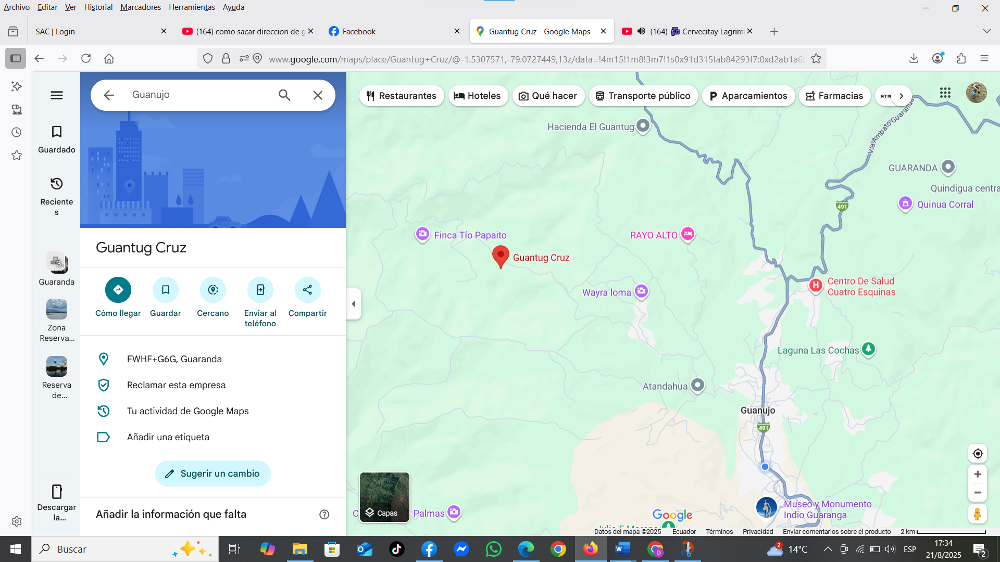 Archivo Editar Ver Historial Marcadores Herramientas Ayuda
SAC | Login
(164) como sacar direccion de g
Facebook
Guantug Cruz - Google Maps
(164) Cervecitay Lagrimi
www.google.com/maps/place/Guantug+Cruz/@-1.5307571,-79.0727449,13z/data=!4m15!1m8!3m7!1s0x91d315fab84293f7:0xd2ab1a6b
Guanujo
Guardado
Reciente
s
3
Guaranda
Zona
Reserva...
Reserva
de...
Descargar
la...
Guantug Cruz
Cómo llegar
Guardar
Cercano
Enviar al
teléfono
Compartir
FWHF+G6G, Guaranda
Reclamar esta empresa
Tu actividad de Google Maps
Añadir una etiqueta
Sugerir un cambio
Añadir la información que falta
Restaurantes
Hoteles
Qué hacer
Transporte público
Aparcamientos
Farmacias
ATM
Hacienda El Guantug
Vía Ambato Guaranda
GUARANDA
Quindigua centra
491
Quinua Corral
Finca Tío Papaito
RAYO ALTO
Guantug Cruz
Centro De Salud
Cuatro Esquinas
Wayra loma
Laguna Las Cochas
Atandahua
Guanujo
491
Museo y Monumento
Indio Guaranga
C
Capas
Palmas
Google
Datos del mapa ©2025 Ecuador Términos Privacidad Enviar comentarios sobre el producto 2 km
Buscar
2
14°C
ESP
17:34
21/8/2025
2